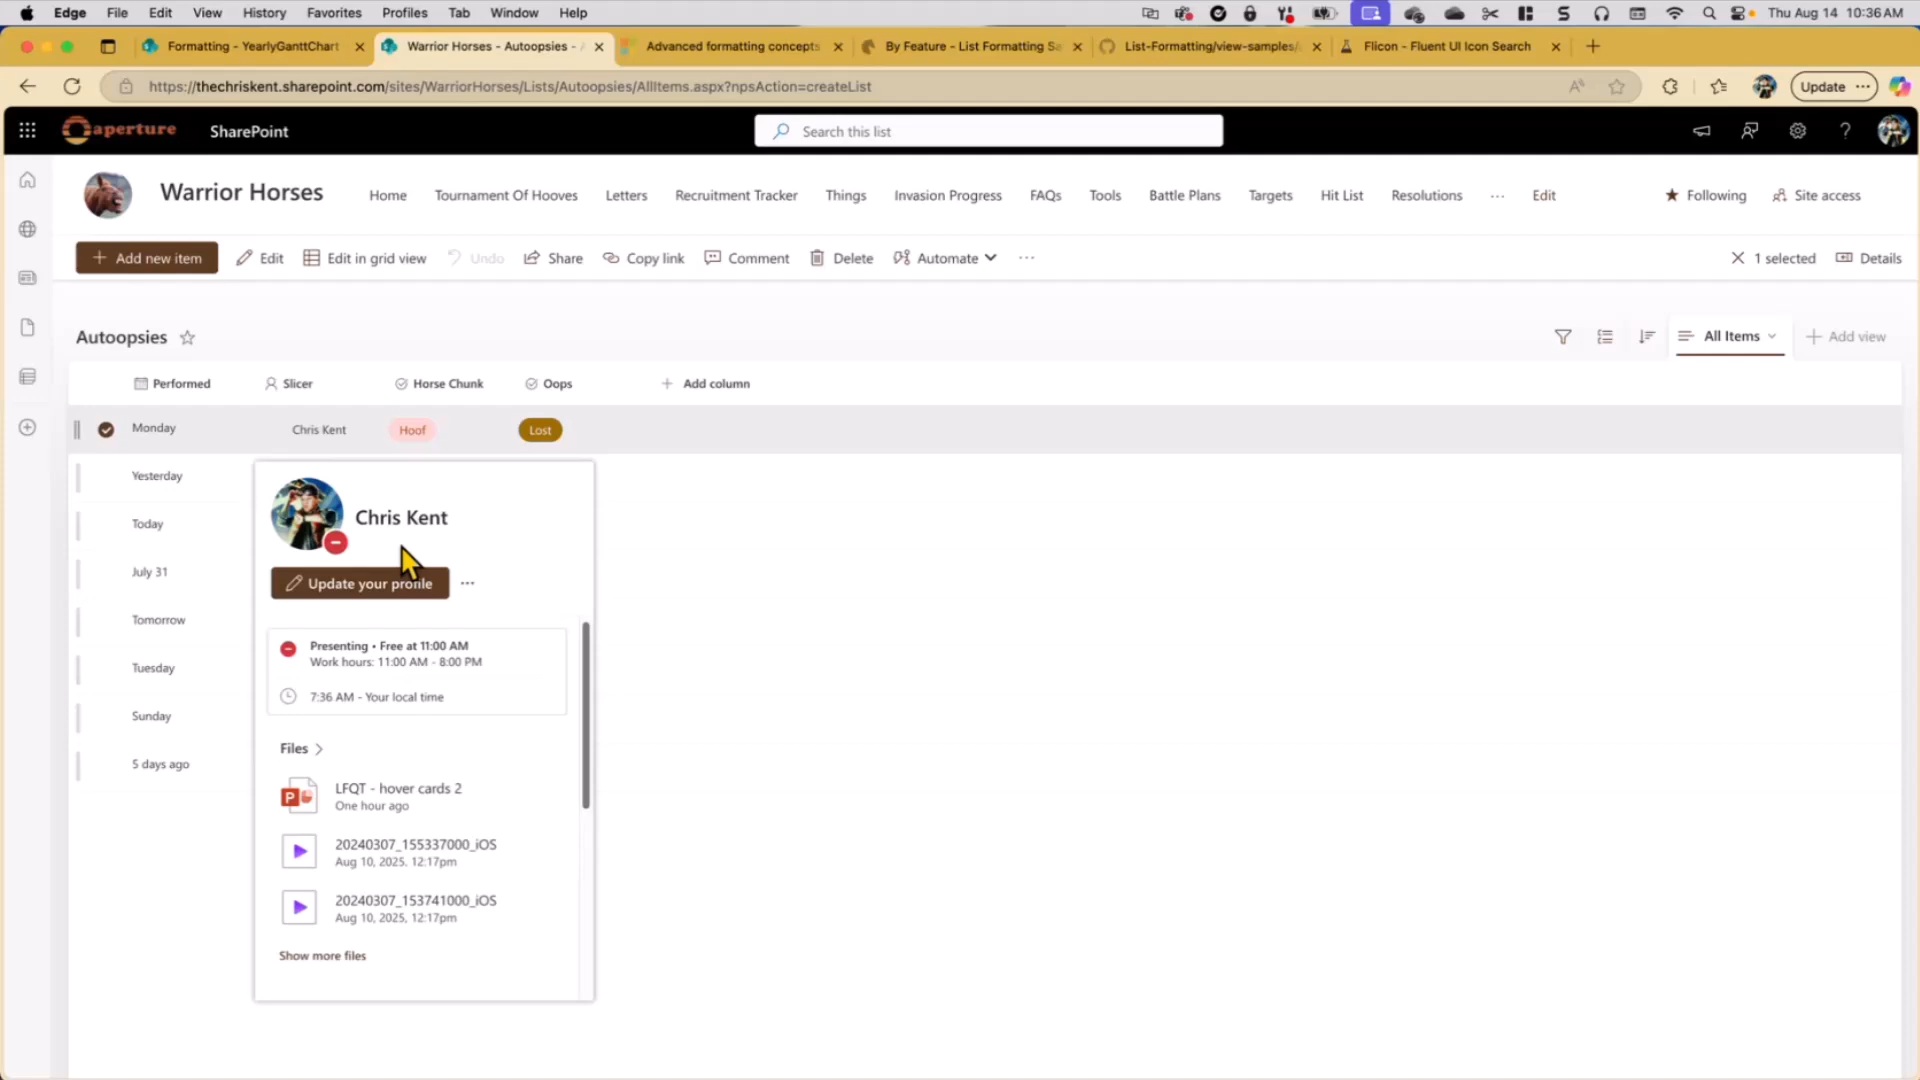 Edge File Edit View History Favorites Profiles Tab Window Help
Thu Aug 14 10:36 AM
Formatting - YearlyGanttChart
Warrior Horses - Autoopsies -
Advanced formatting concepts
By Feature - List Formatting Sa
List-Formatting/view-samples/
Flicon - Fluent UI Icon Search
https://thechriskent.sharepoint.com/sites/WarriorHorses/Lists/Autoopsies/AllItems.aspx?npsAction=createList
Update
aperture SharePoint
Search this list
Warrior Horses
Home Tournament Of Hooves Letters Recruitment Tracker Things Invasion Progress FAQs Tools Battle Plans Targets Hit List Resolutions ··· Edit
Following Site access
Add new item Edit Edit in grid view Undo Share Copy link Comment Delete Automate ···
1 selected Details
Autoopsies
All Items Add view
Performed Slicer Horse Chunk Oops Add column
Monday Chris Kent Hoof Lost
Yesterday
Today
July 31
Tomorrow
Tuesday
Sunday
5 days ago
Chris Kent
Update your profile ···
Presenting • Free at 11:00 AM
Work hours: 11:00 AM - 8:00 PM
7:36 AM - Your local time
Files
LFQT - hover cards 2
One hour ago
20240307_155337000_iOS
Aug 10, 2025, 12:17pm
20240307_153741000_iOS
Aug 10, 2025, 12:17pm
Show more files